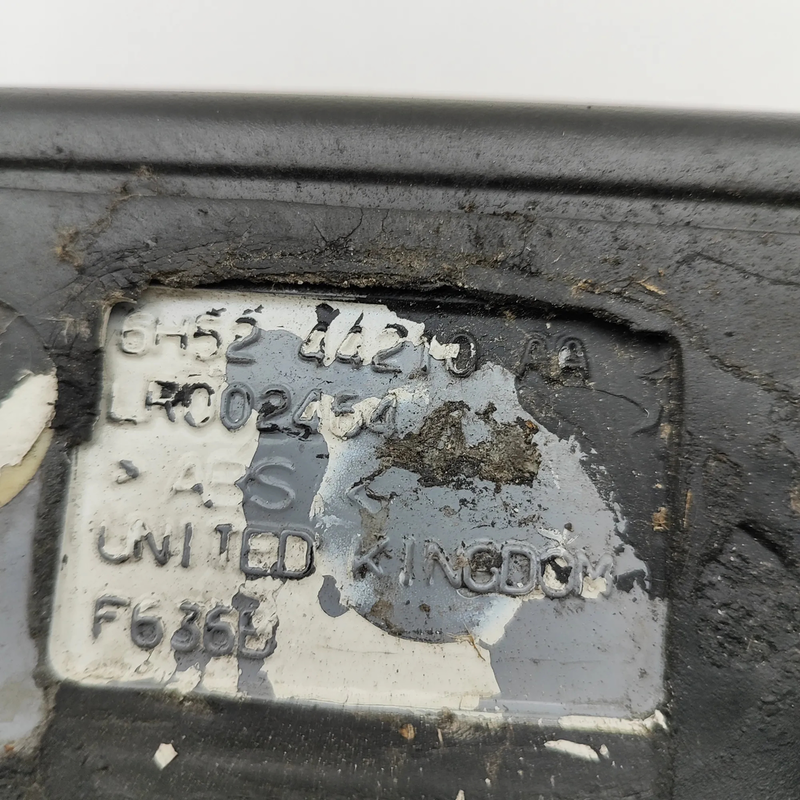 6H52 44210 AA
LR002454
> ABS <
UNITED KINGDOM
F636B